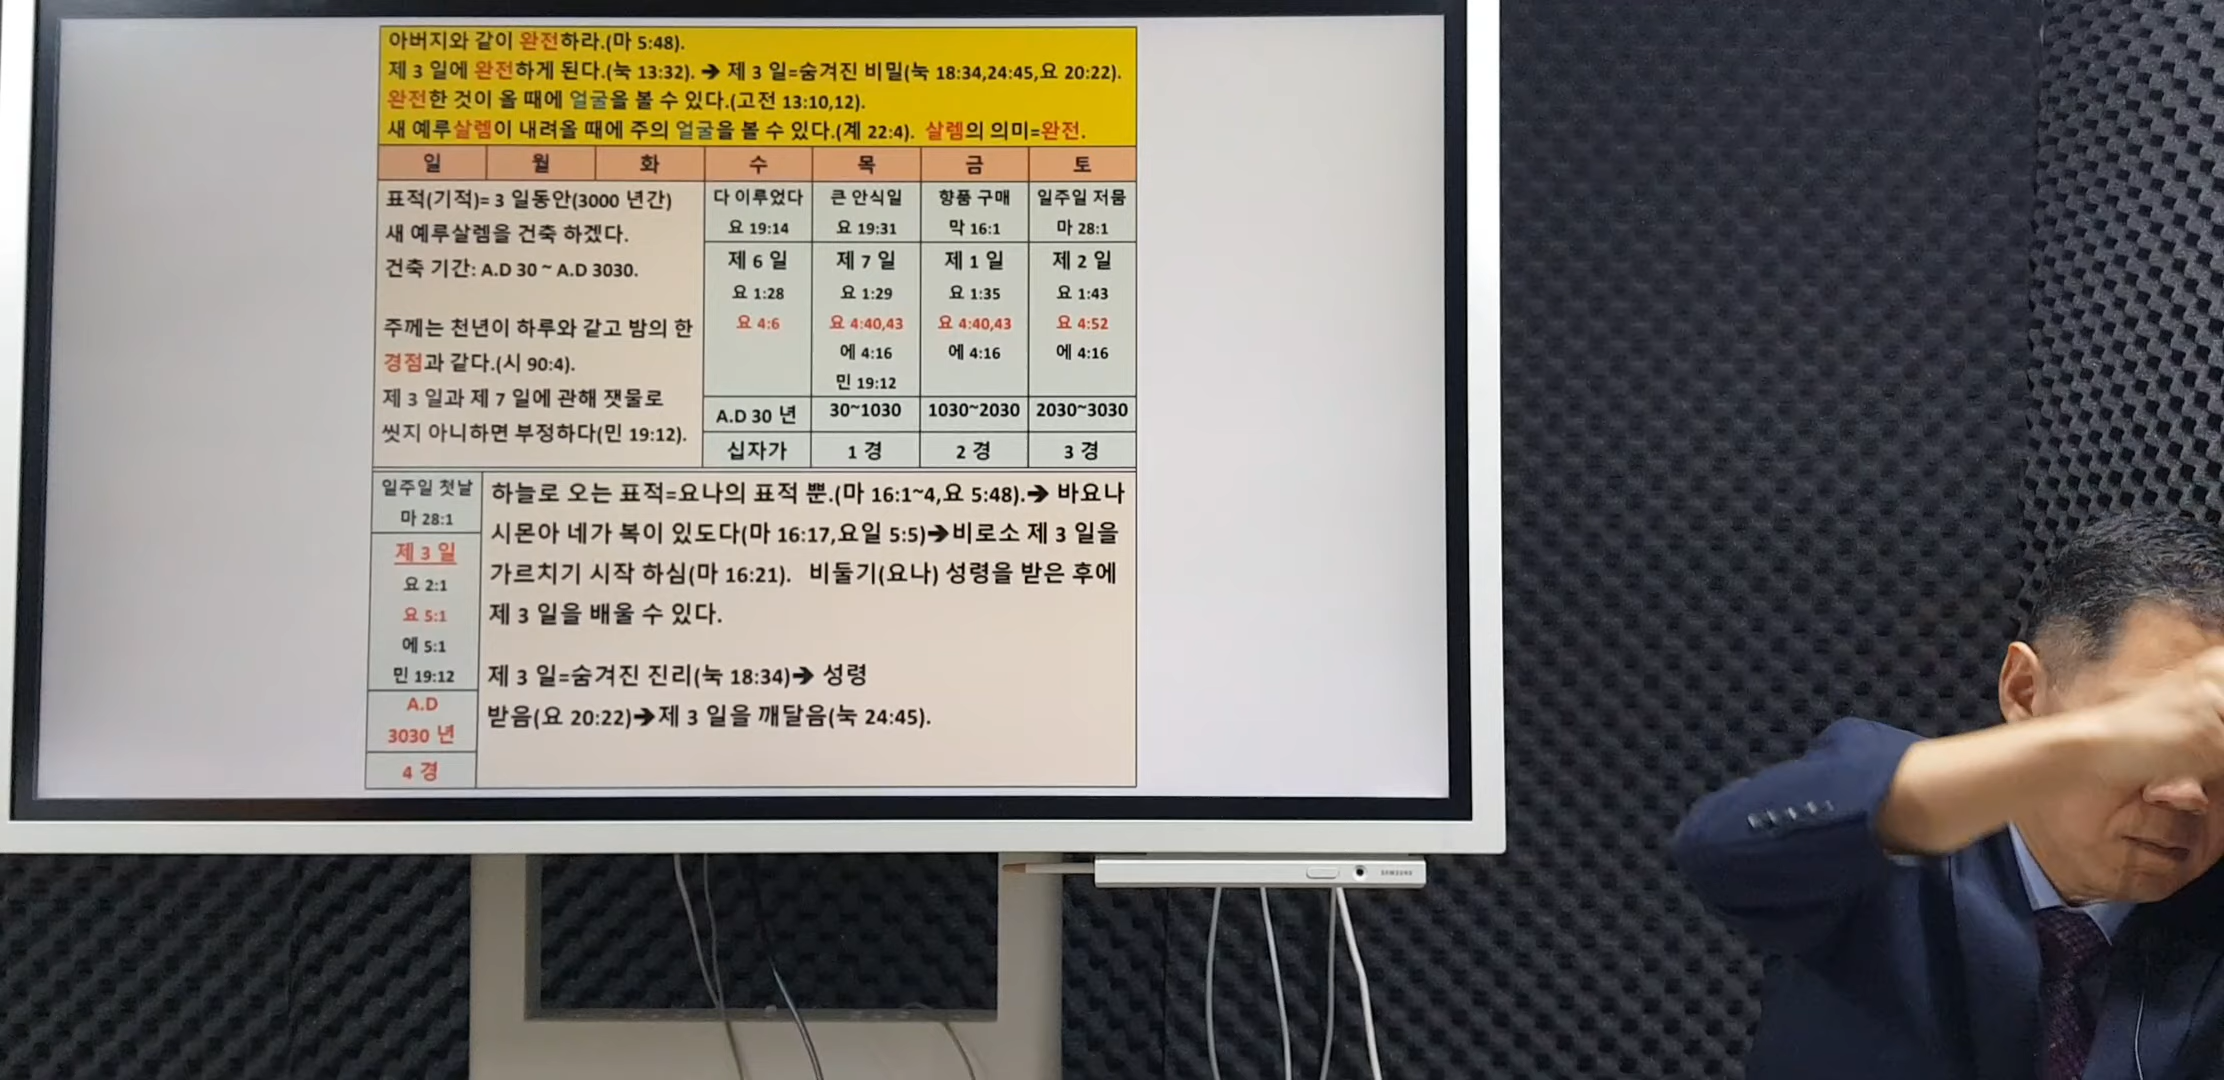 아버지와 같이 완전하라.(마 5:48).
제 3 일에 완전하게 된다.(눅 13:32). ➔ 제 3 일=숨겨진 비밀(눅 18:34,24:45,요 20:22).
완전한 것이 올 때에 얼굴을 볼 수 있다.(고전 13:10,12).
새 예루살렘이 내려올 때에 주의 얼굴을 볼 수 있다.(계 22:4). 살렘의 의미=완전.
일 월 화 수 목 금 토
표적(기적)= 3 일동안(3000 년간)
새 예루살렘을 건축 하겠다.
건축 기간: A.D 30 ~ A.D 3030.
주께는 천년이 하루와 같고 밤의 한
경점과 같다.(시 90:4).
제 3 일과 제 7 일에 관해 잿물로
씻지 아니하면 부정하다(민 19:12).
다 이루었다 큰 안식일 향품 구매 일주일 저뭄
요 19:14 요 19:31 막 16:1 마 28:1
제 6 일 제 7 일 제 1 일 제 2 일
요 1:28 요 1:29 요 1:35 요 1:43
요 4:6 요 4:40,43 요 4:40,43 요 4:52
에 4:16 에 4:16 에 4:16
민 19:12
A.D 30 년 30~1030 1030~2030 2030~3030
십자가 1 경 2 경 3 경
일주일 첫날
마 28:1
제 3 일
요 2:1
요 5:1
에 5:1
민 19:12
A.D
3030 년
4 경
하늘로 오는 표적=요나의 표적 뿐.(마 16:1~4,요 5:48).➔ 바요나
시몬아 네가 복이 있도다(마 16:17,요일 5:5)➔비로소 제 3 일을
가르치기 시작 하심(마 16:21). 비둘기(요나) 성령을 받은 후에
제 3 일을 배울 수 있다.
제 3 일=숨겨진 진리(눅 18:34)➔ 성령
받음(요 20:22)➔제 3 일을 깨달음(눅 24:45).
SAMSUNG